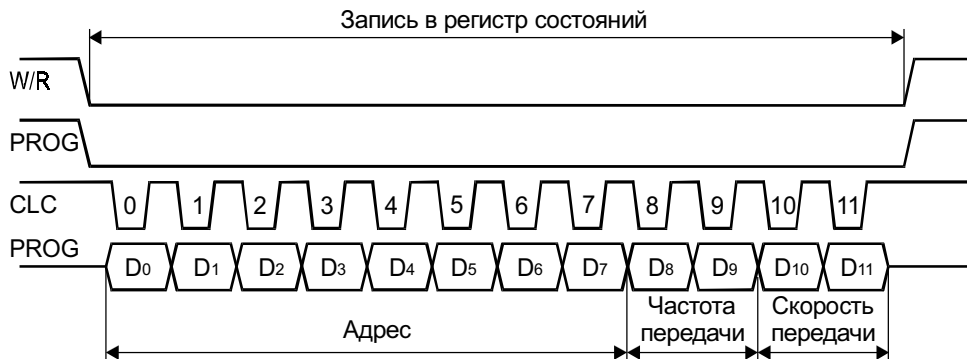 Запись в регистр состояний
W/R
PROG
CLC 0 1 2 3 4 5 6 7 8 9 10 11
PROG
D0 D1 D2 D3 D4 D5 D6 D7 D8 D9 D10 D11
Адрес
Частота
передачи
Скорость
передачи